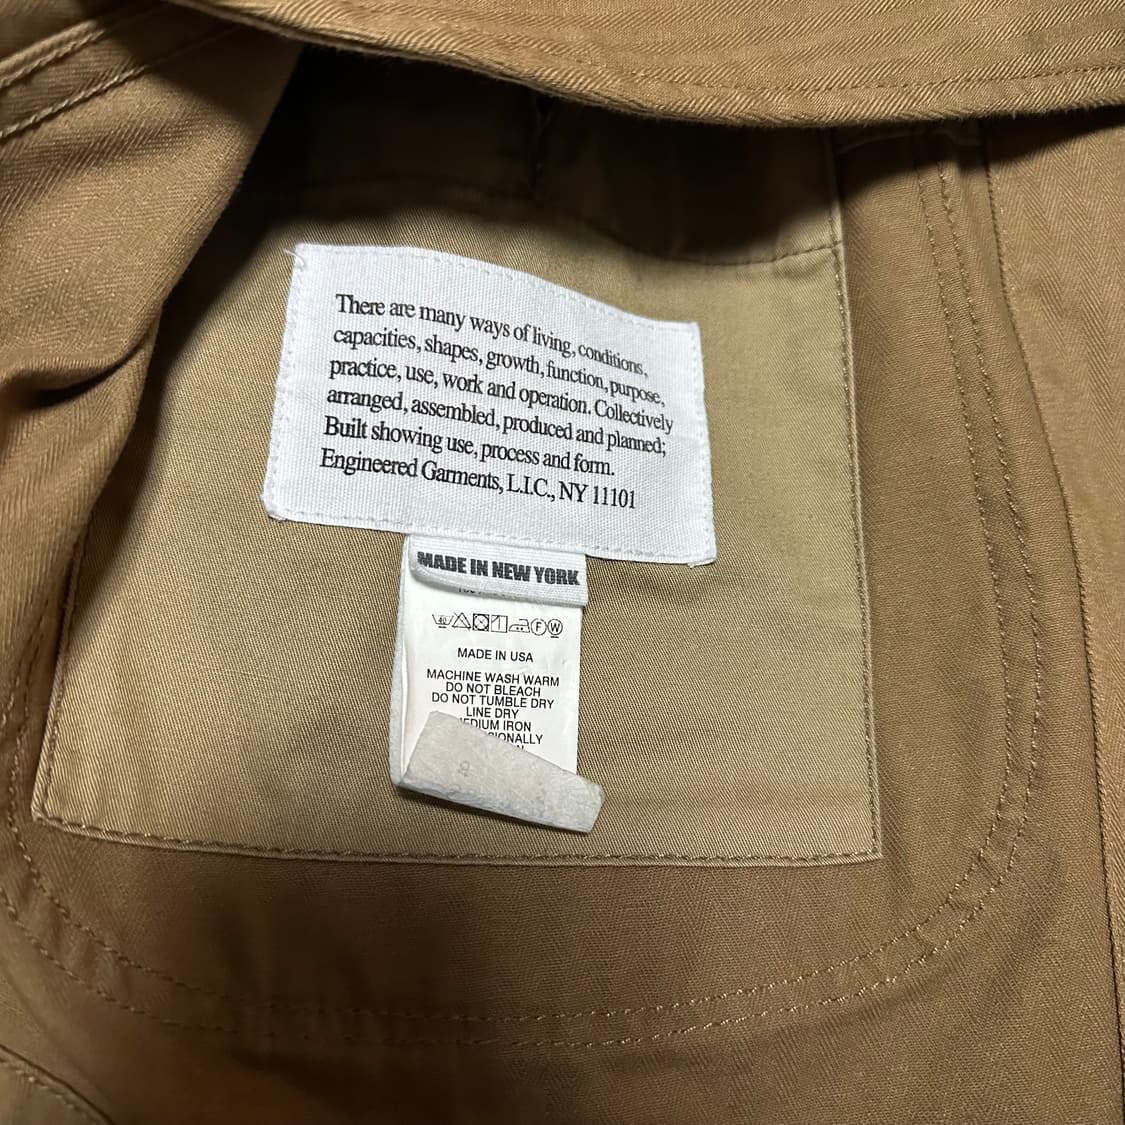 There are many ways of living, conditions,
capacities, shapes, growth, function, purpose,
practice, use, work and operation. Collectively
arranged, assembled, produced and planned;
Built showing use, process and form.
Engineered Garments, L.I.C., NY 11101
MADE IN NEW YORK
MADE IN USA
MACHINE WASH WARM
DO NOT BLEACH
DO NOT TUMBLE DRY
LINE DRY
IRON